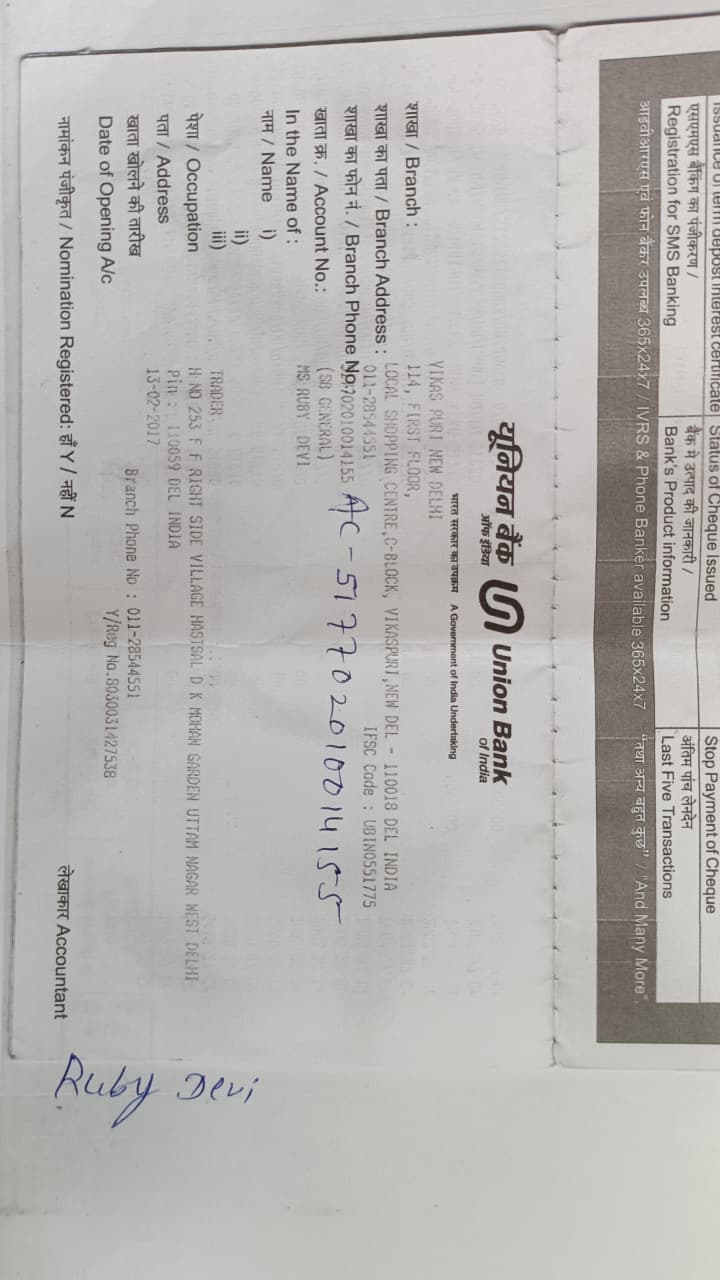 issuance of term deposit interest certificate
Status of Cheque issued
Stop Payment of Cheque
एसएमएस बैंकिंग का पंजीकरण /
Registration for SMS Banking
बैंक मे उत्पाद की जानकारी /
Bank's Product information
अंतिम पांच लेनदेन
Last Five Transactions
आइवीआरएस एवं फोन बैंकर उपलब्ध 365x24x7 / IVRS & Phone Banker available 365x24x7 "तथा अन्य बहुत कुछ" / "And Many More".
यूनियन बैंक Union Bank
ऑफ इंडिया of India
भारत सरकार का उपक्रम A Government of India Undertaking
VIKAS PURI NEW DELHI
शाखा / Branch :
114, FIRST FLOOR,
शाखा का पता / Branch Address : LOCAL SHOPPING CENTRE,C-BLOCK, VIKASPURI,NEW DEL - 110018 DEL INDIA
011-28544551 IFSC Code : UBIN0551775
शाखा का फोन नं. / Branch Phone No: 702010014155 A/C - 517702010014155
खाता क्र. / Account No.: (SB GENERAL)
In the Name of : MS RUBY DEVI
नाम / Name i)
ii)
iii)
TRADER
पेशा / Occupation H NO 253 F F RIGHT SIDE VILLAGE HASTSAL D K MOHAN GARDEN UTTAM NAGAR WEST DELHI
पता / Address Pin : 110059 DEL INDIA
13-02-2017
खाता खोलने की तारीख Branch Phone No : 011-28544551
Date of Opening A/c Y/Reg No.8030031427538
नामांकन पंजीकृत / Nomination Registered: हाँ Y / नहीं N लेखाकार Accountant
Ruby Devi